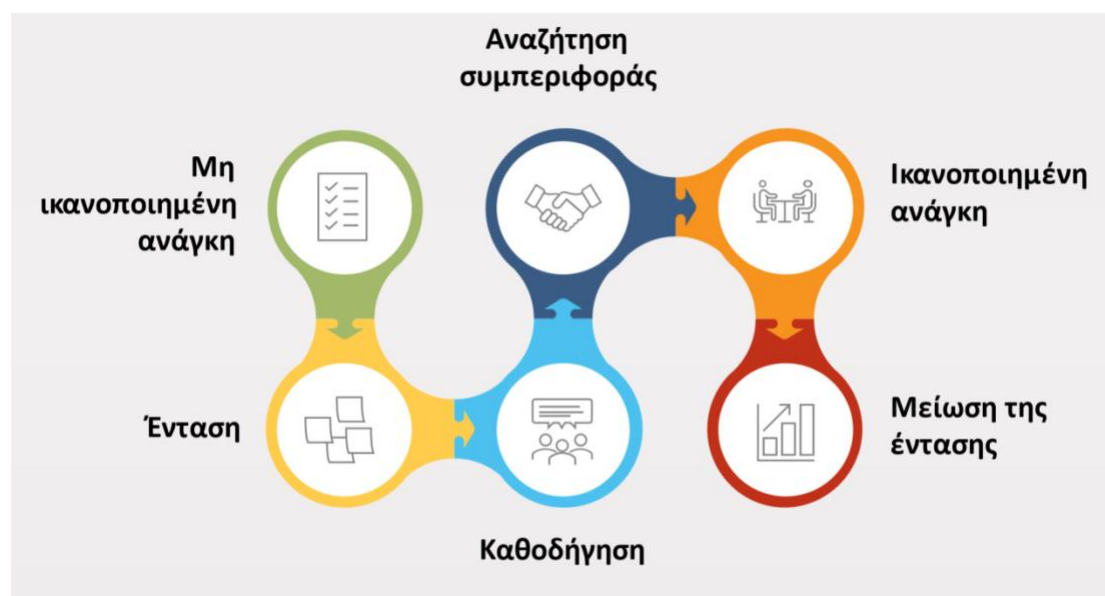 Αναζήτηση
συμπεριφοράς
Μη
ικανοποιημένη
ανάγκη
Ικανοποιημένη
ανάγκη
Ένταση
Μείωση της
έντασης
Καθοδήγηση